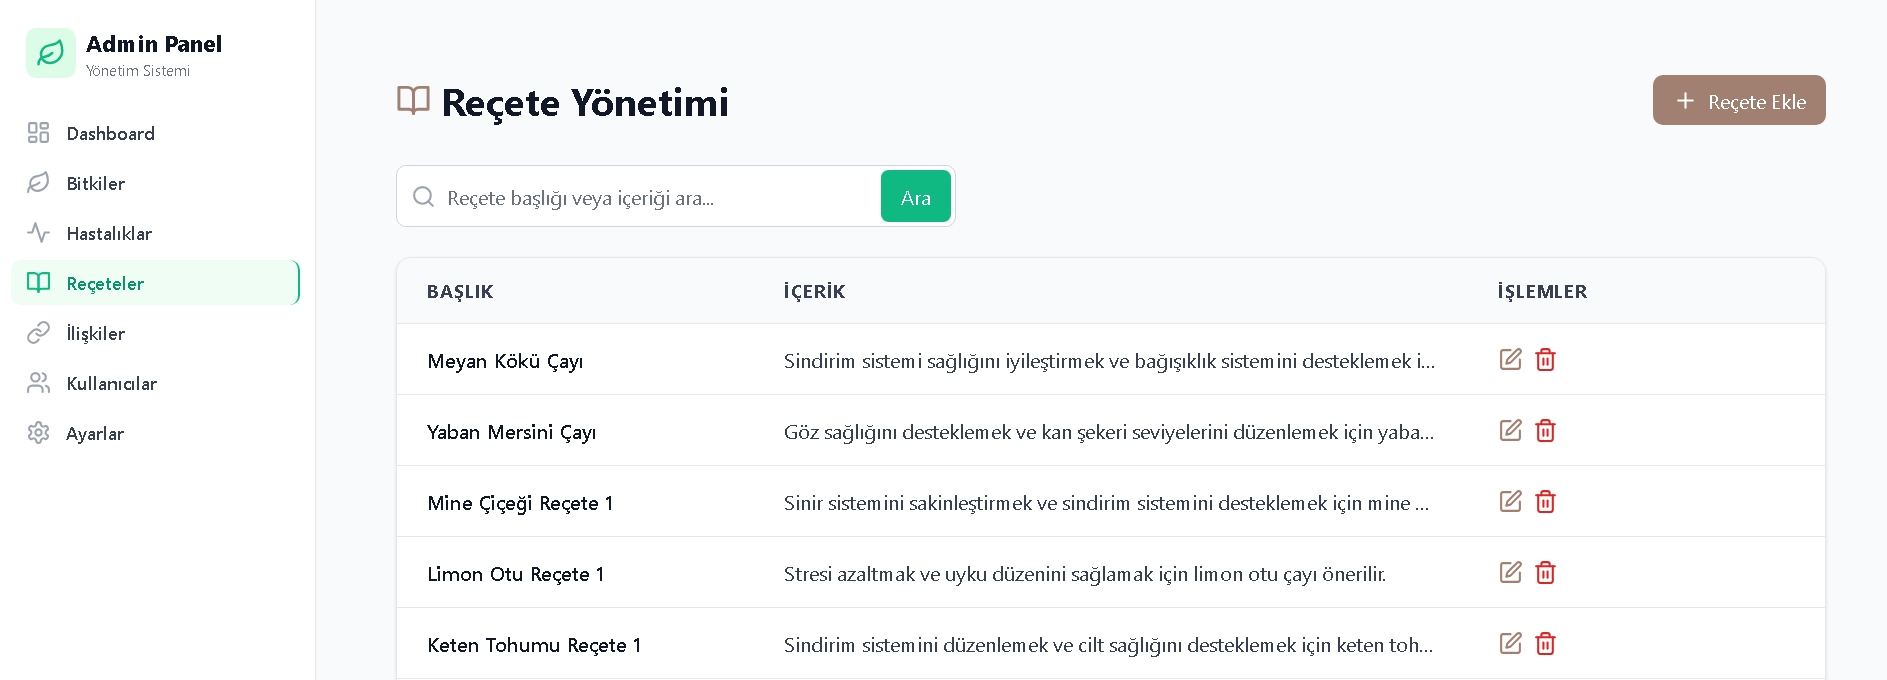 Admin Panel
Yönetim Sistemi
Dashboard
Bitkiler
Hastalıklar
Reçeteler
İlişkiler
Kullanıcılar
Ayarlar
Reçete Yönetimi
Reçete Ekle
Reçete başlığı veya içeriği ara...
Ara
BAŞLIK İÇERİK İŞLEMLER
Meyan Kökü Çayı Sindirim sistemi sağlığını iyileştirmek ve bağışıklık sistemini desteklemek i...
Yaban Mersini Çayı Göz sağlığını desteklemek ve kan şekeri seviyelerini düzenlemek için yaba...
Mine Çiçeği Reçete 1 Sinir sistemini sakinleştirmek ve sindirim sistemini desteklemek için mine ...
Limon Otu Reçete 1 Stresi azaltmak ve uyku düzenini sağlamak için limon otu çayı önerilir.
Keten Tohumu Reçete 1 Sindirim sistemini düzenlemek ve cilt sağlığını desteklemek için keten toh...